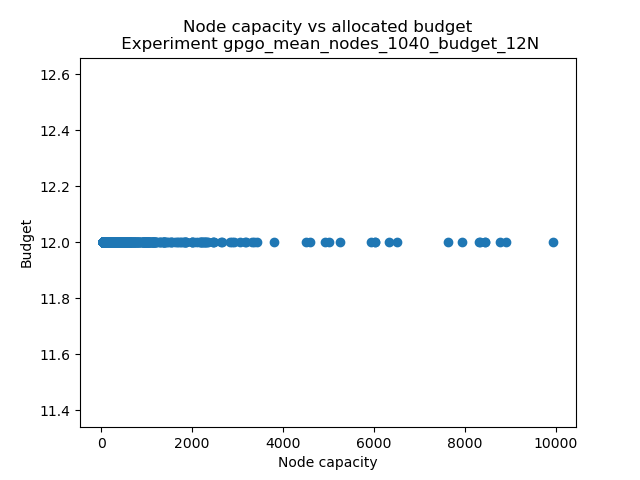 Node capacity vs allocated budget
Experiment gpgo_mean_nodes_1040_budget_12N
12.6
12.4
12.2
12.0
11.8
11.6
11.4
Budget
0 2000 4000 6000 8000 10000
Node capacity